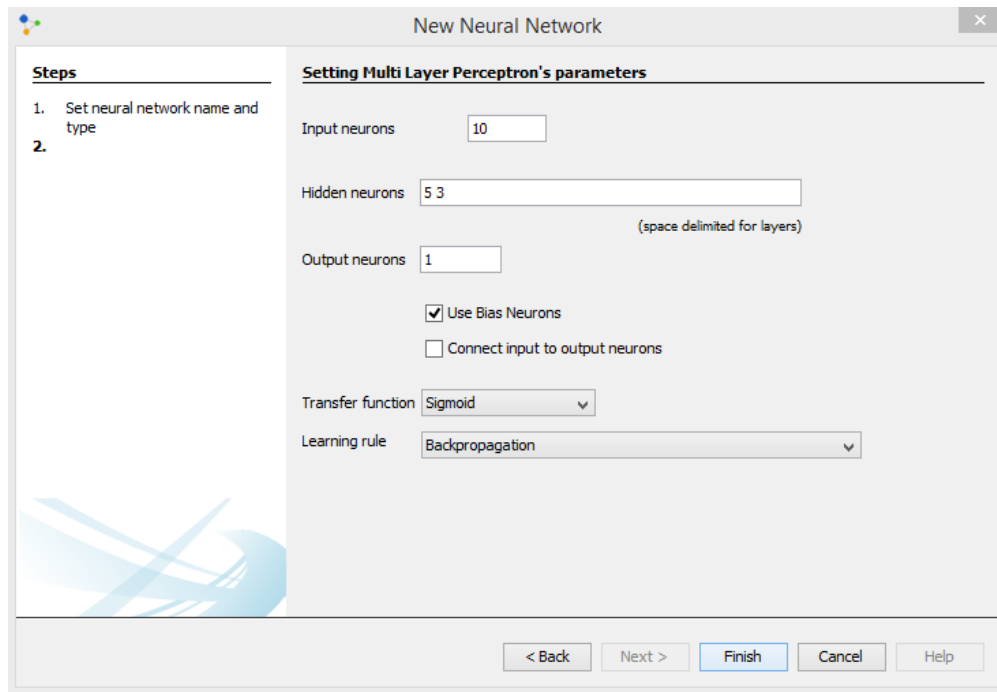 New Neural Network
Steps
1. Set neural network name and
type
2.
Setting Multi Layer Perceptron's parameters
Input neurons 10
Hidden neurons 5 3
(space delimited for layers)
Output neurons 1
Use Bias Neurons
Connect input to output neurons
Transfer function Sigmoid
Learning rule Backpropagation
< Back Next > Finish Cancel Help